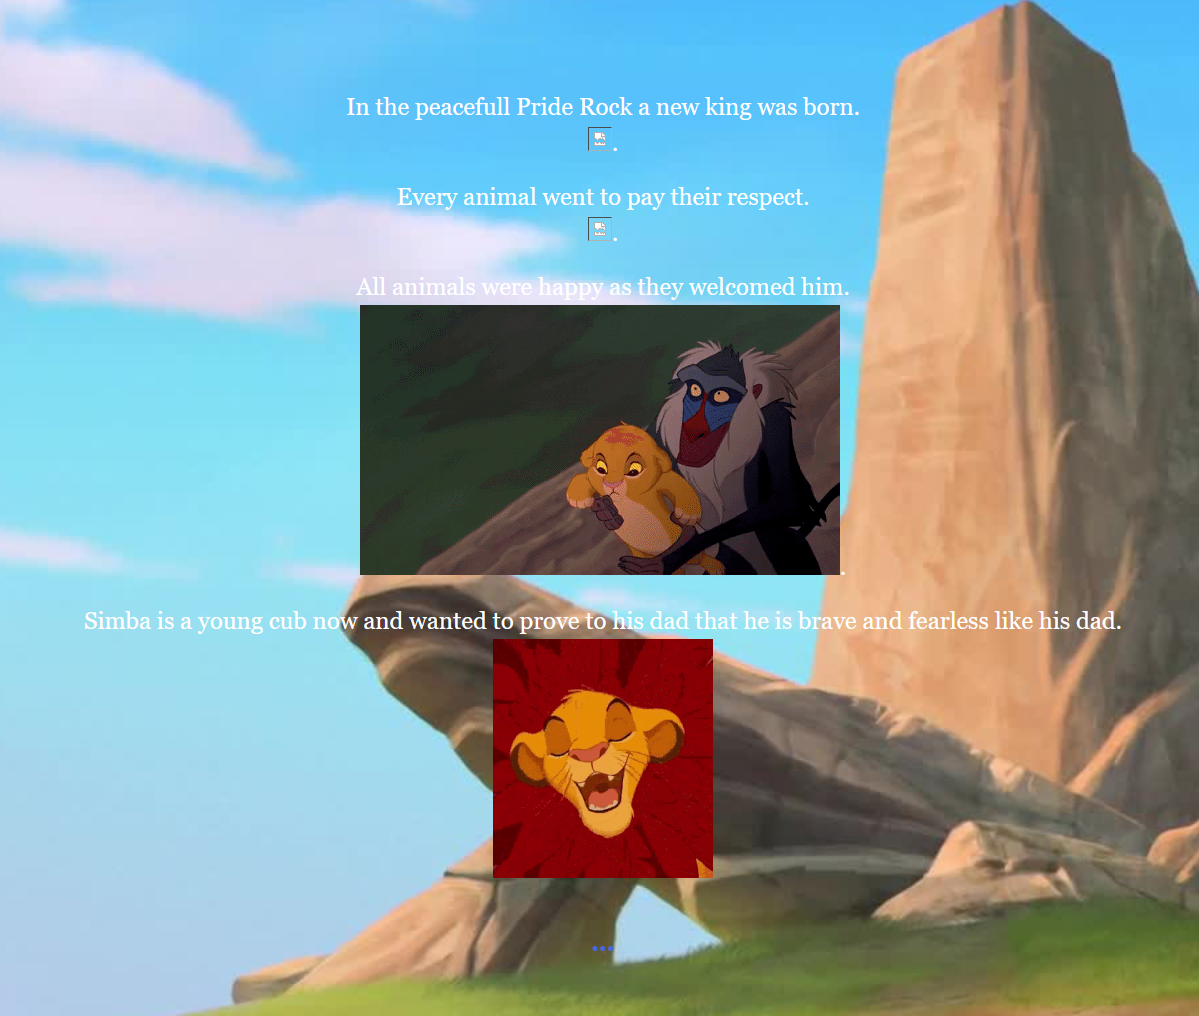 In the peacefull Pride Rock a new king was born.
.
Every animal went to pay their respect.
.
All animals were happy as they welcomed him.
.
Simba is a young cub now and wanted to prove to his dad that he is brave and fearless like his dad.
...